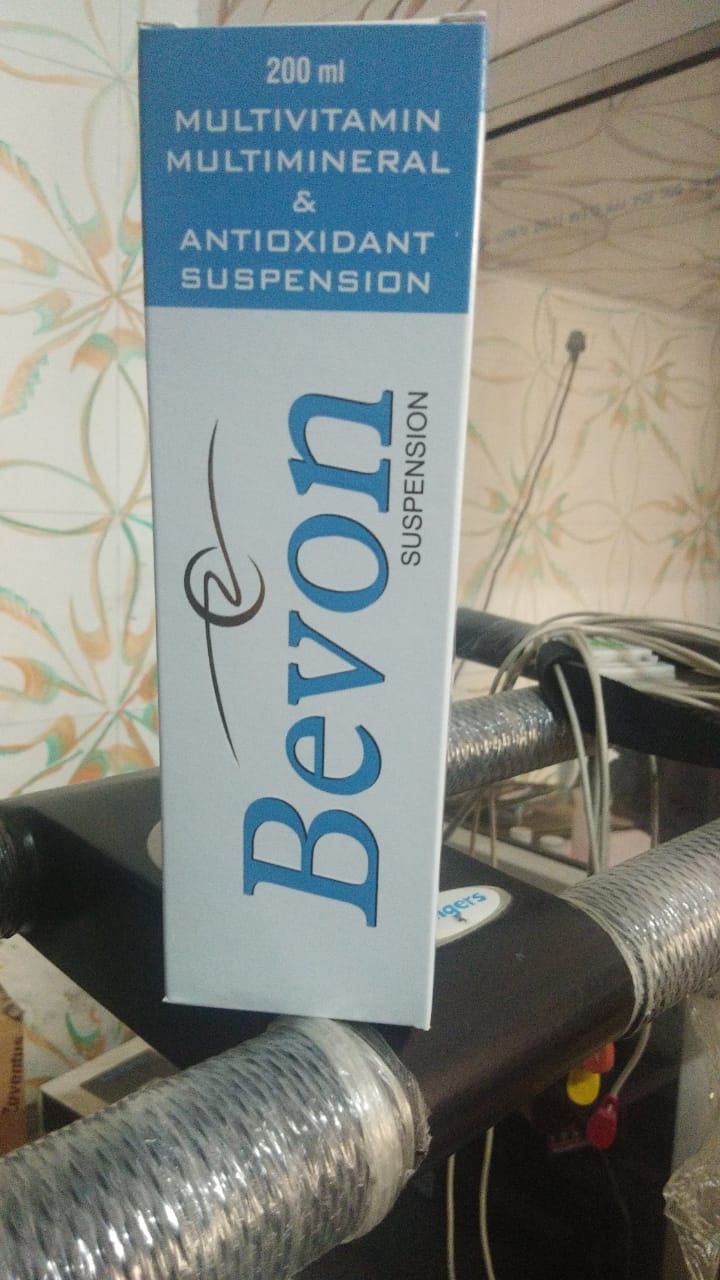 200 ml
MULTIVITAMIN
MULTIMINERAL
&
ANTIOXIDANT
SUSPENSION
Bevon
SUSPENSION